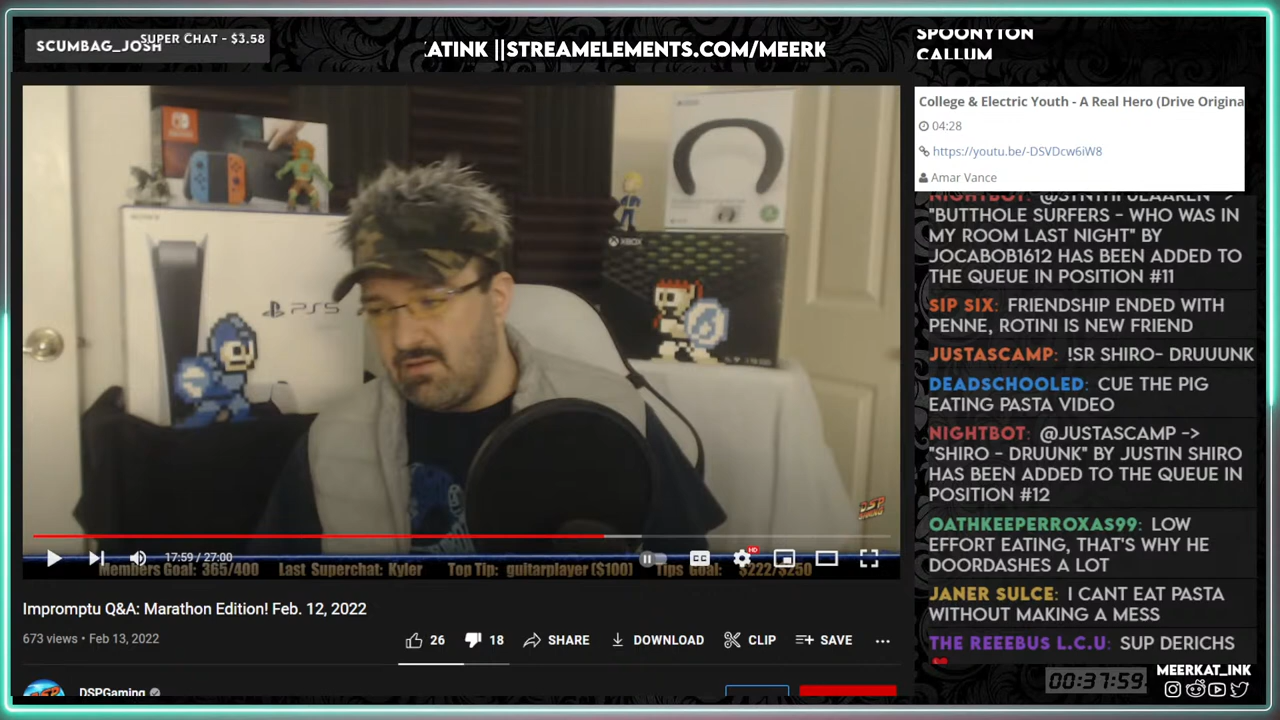 SCUMBAG_JOSH
SUPER CHAT - $3.58
KATINK ||STREAMELEMENTS.COM/MEERK
SPOONYTON
CALLUM
College & Electric Youth - A Real Hero (Drive Origina
04:28
https://youtu.be/-DSVDcw6iW8
Amar Vance
NIGHTBOT: ->
"BUTTHOLE SURFERS - WHO WAS IN
MY ROOM LAST NIGHT" BY
JOCABOB1612 HAS BEEN ADDED TO
THE QUEUE IN POSITION #11
SIP SIX: FRIENDSHIP ENDED WITH
PENNE, ROTINI IS NEW FRIEND
JUSTASCAMP: !SR SHIRO- DRUUUNK
DEADSCHOOLED: CUE THE PIG
EATING PASTA VIDEO
NIGHTBOT: @JUSTASCAMP ->
"SHIRO - DRUUNK" BY JUSTIN SHIRO
HAS BEEN ADDED TO THE QUEUE IN
POSITION #12
OATHKEEPERROXAS99: LOW
EFFORT EATING, THAT'S WHY HE
DOORDASHES A LOT
JANER SULCE: I CANT EAT PASTA
WITHOUT MAKING A MESS
THE REEEBUS L.C.U: SUP DERICHS
PS5
XBOX
DSP
GAMING
17:59 / 27:00
CC
HD
Members Goal: 365/400 Last Superchat: Kyler Top Tip: guitarplayer ($100) Tips Goal: $222/$250
Impromptu Q&A: Marathon Edition! Feb. 12, 2022
673 views • Feb 13, 2022
26
18
SHARE
DOWNLOAD
CLIP
SAVE
DSPGaming
00:37:59
MEERKAT_INK